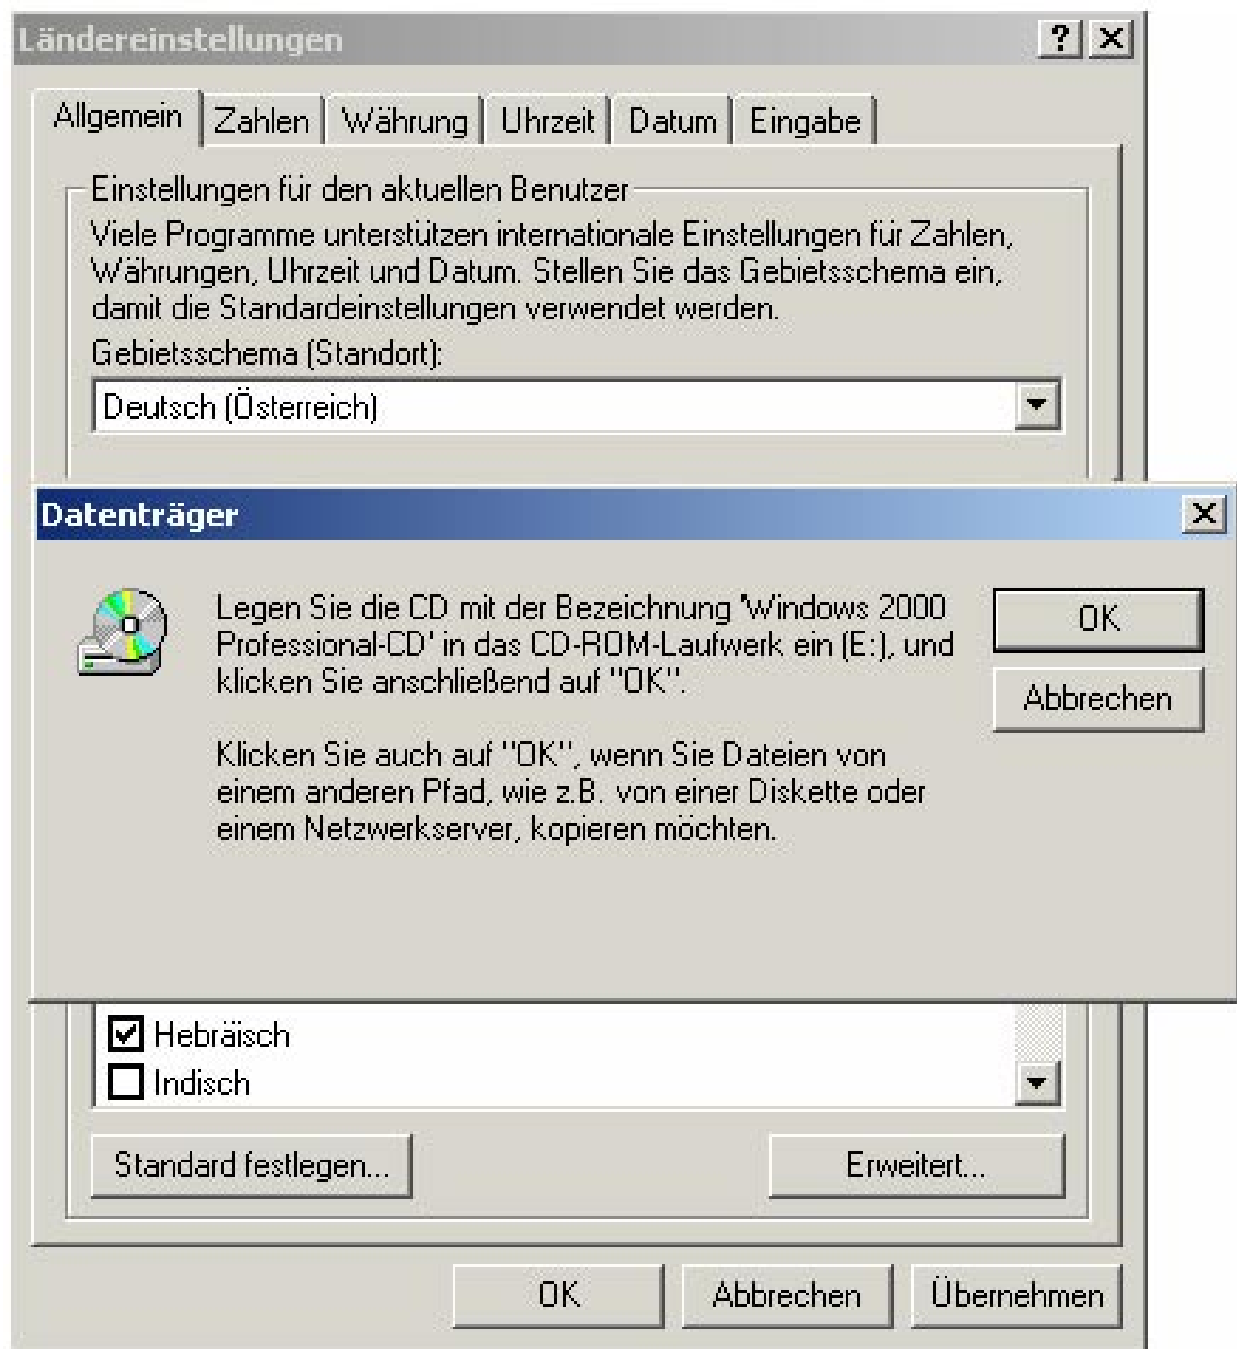 Ländereinstellungen
Allgemein Zahlen Währung Uhrzeit Datum Eingabe
Einstellungen für den aktuellen Benutzer
Viele Programme unterstützen internationale Einstellungen für Zahlen,
Währungen, Uhrzeit und Datum. Stellen Sie das Gebietsschema ein,
damit die Standardeinstellungen verwendet werden.
Gebietsschema (Standort):
Deutsch (Österreich)
Datenträger
Legen Sie die CD mit der Bezeichnung 'Windows 2000
Professional-CD' in das CD-ROM-Laufwerk ein (E:), und
klicken Sie anschließend auf "OK".
Klicken Sie auch auf "OK", wenn Sie Dateien von
einem anderen Pfad, wie z.B. von einer Diskette oder
einem Netzwerkserver, kopieren möchten.
OK
Abbrechen
Hebräisch
Indisch
Standard festlegen... Erweitert...
OK Abbrechen Übernehmen